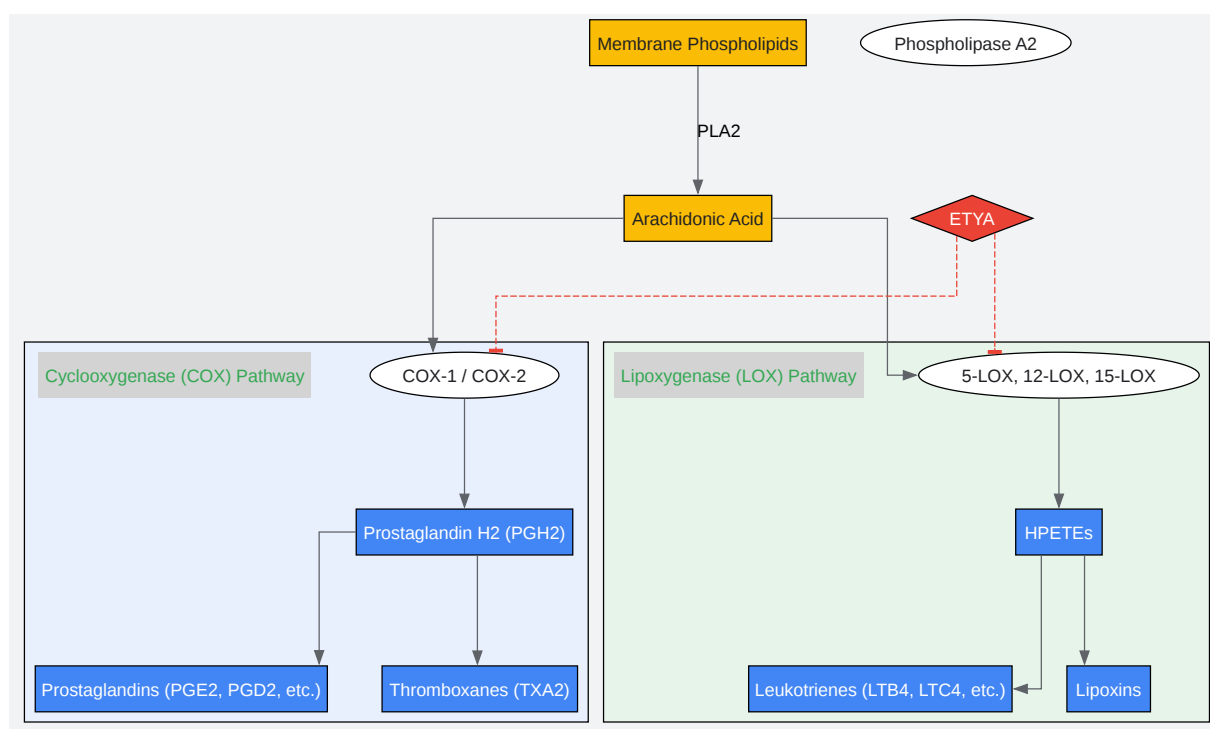 Membrane Phospholipids
Phospholipase A2
PLA2
Arachidonic Acid
ETYA
Cyclooxygenase (COX) Pathway
COX-1 / COX-2
Lipoxygenase (LOX) Pathway
5-LOX, 12-LOX, 15-LOX
Prostaglandin H2 (PGH2)
HPETEs
Prostaglandins (PGE2, PGD2, etc.)
Thromboxanes (TXA2)
Leukotrienes (LTB4, LTC4, etc.)
Lipoxins